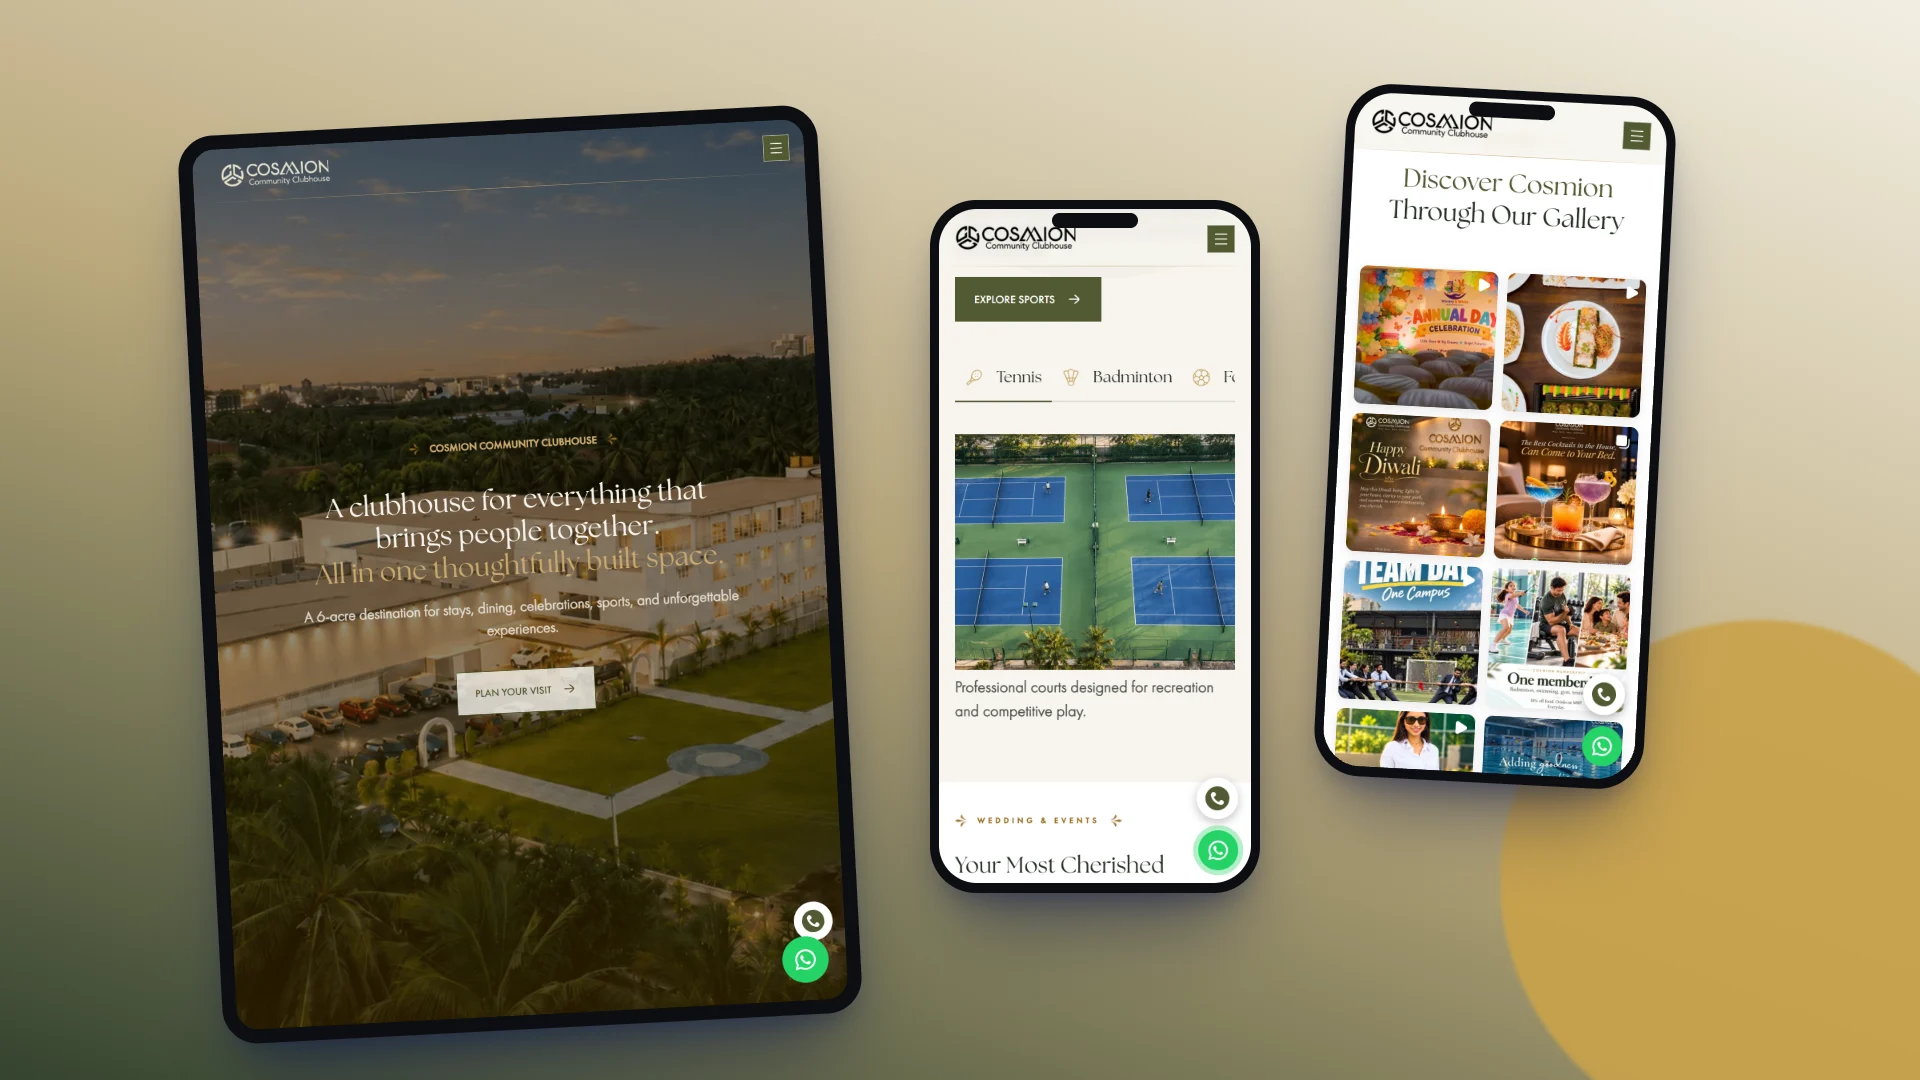 COSMION
Community Clubhouse
COSMION COMMUNITY CLUBHOUSE
A clubhouse for everything that
brings people together.
All in one thoughtfully built space.
A 6-acre destination for stays, dining, celebrations, sports, and unforgettable
experiences.
PLAN YOUR VISIT
COSMION
Community Clubhouse
EXPLORE SPORTS
Tennis
Badminton
Professional courts designed for recreation
and competitive play.
WEDDING & EVENTS
Your Most Cherished
COSMION
Community Clubhouse
Discover Cosmion
Through Our Gallery
ANNUAL DAY
CELEBRATION
COSMION
COSMION
Community Clubhouse
Happy
Diwali
COSMION
The Best Cocktails in the House,
Can Come to Your Bed.
TEAM DAY
One Campus
One member
Adding goodness